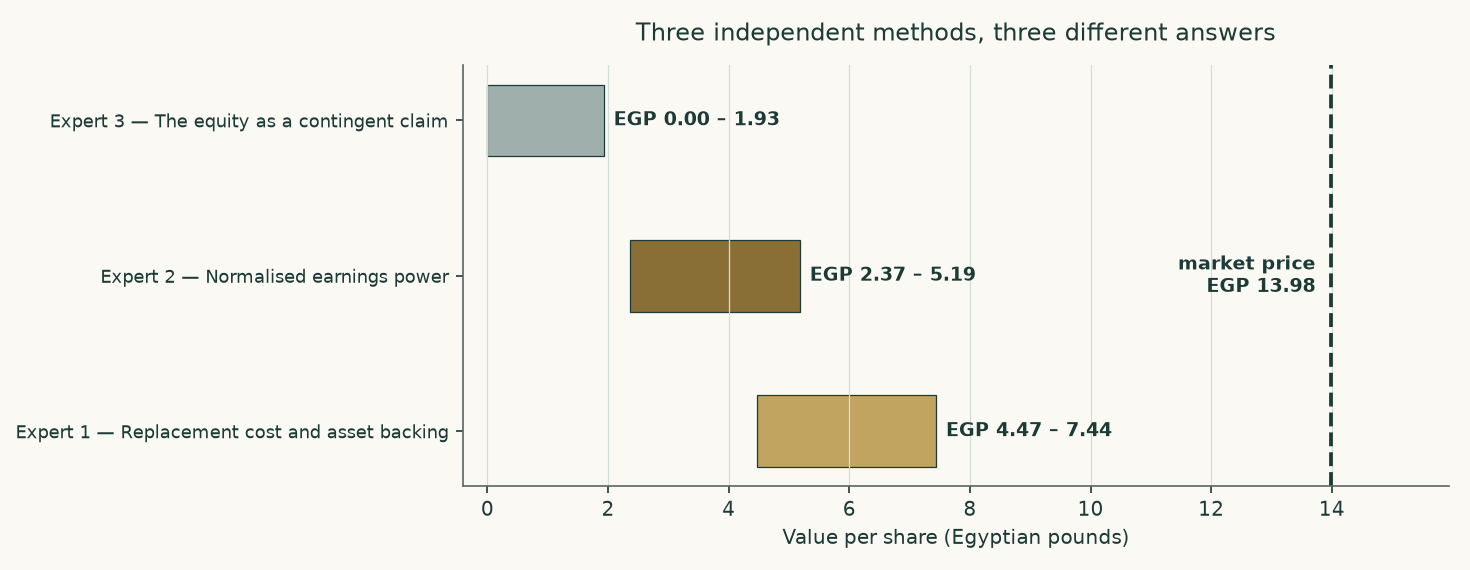 Three independent methods, three different answers
Expert 3 — The equity as a contingent claim
EGP 0.00 – 1.93
Expert 2 — Normalised earnings power
EGP 2.37 – 5.19
market price
EGP 13.98
Expert 1 — Replacement cost and asset backing
EGP 4.47 – 7.44
0 2 4 6 8 10 12 14
Value per share (Egyptian pounds)